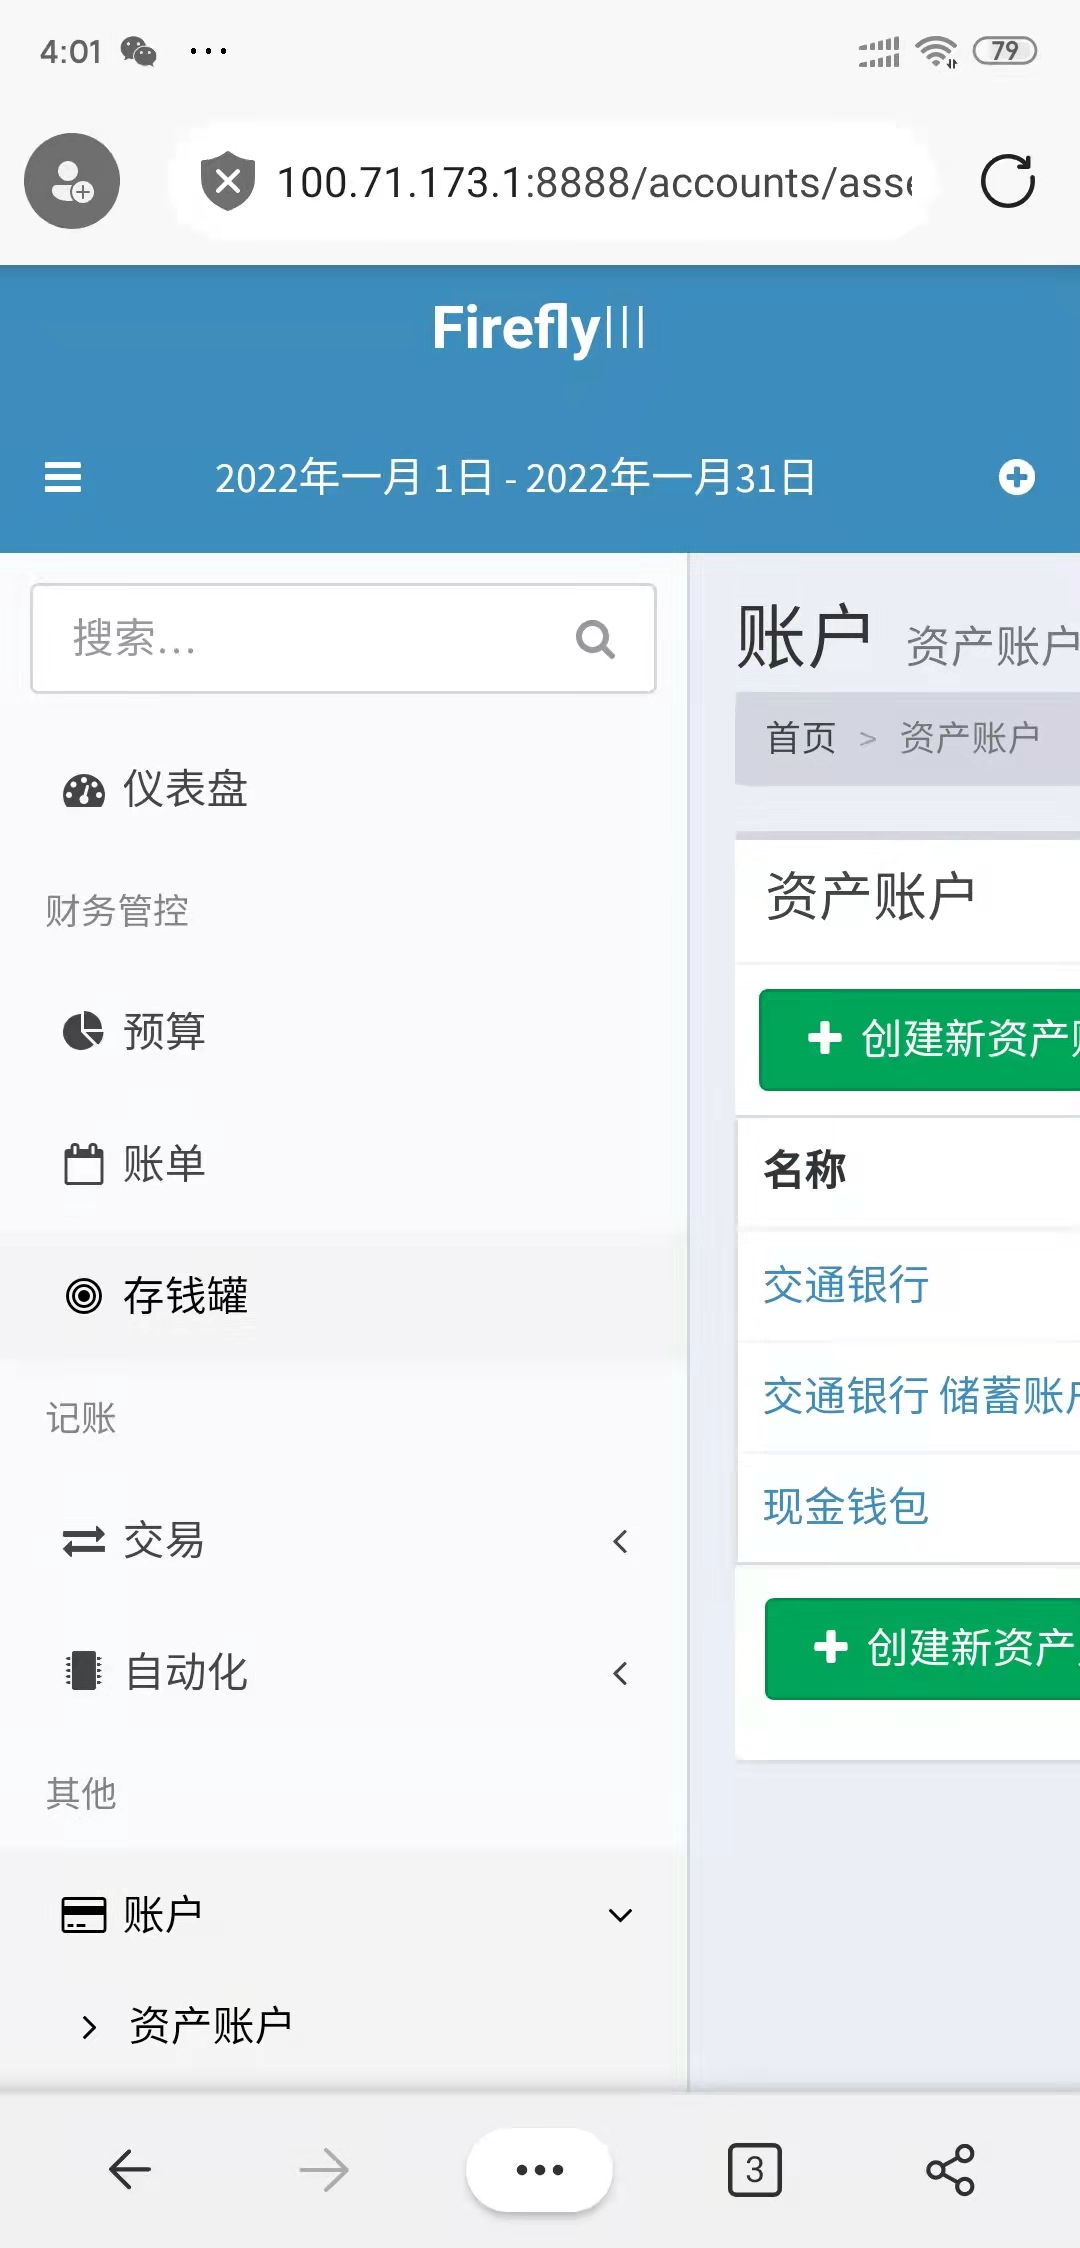 4:01
79
100.71.173.1:8888/accounts/asse
FireflyIII
2022年一月 1日 - 2022年一月31日
搜索...
仪表盘
财务管控
预算
账单
存钱罐
记账
交易
自动化
其他
账户
资产账户
账户 资产账户
首页 > 资产账户
资产账户
创建新资产账
名称
交通银行
交通银行 储蓄账户
现金钱包
创建新资产
3